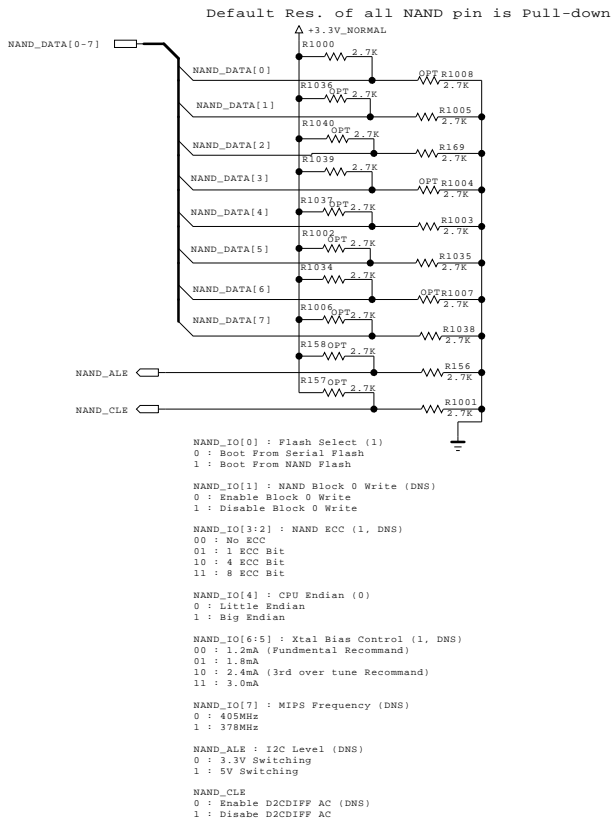 Default Res. of all NAND pin is Pull-down
+3.3V_NORMAL
NAND_DATA[0-7]
R1000
2.7K
NAND_DATA[0]
OPT R1008
2.7K
R1036
OPT
2.7K
NAND_DATA[1]
R1005
2.7K
R1040
OPT
2.7K
NAND_DATA[2]
R169
2.7K
R1039
2.7K
NAND_DATA[3]
OPT R1004
2.7K
R1037
OPT
2.7K
NAND_DATA[4]
R1003
2.7K
R1002
OPT
2.7K
NAND_DATA[5]
R1035
2.7K
R1034
2.7K
NAND_DATA[6]
OPT R1007
2.7K
R1006
OPT
2.7K
NAND_DATA[7]
R1038
2.7K
R158 OPT
2.7K
NAND_ALE
R156
2.7K
R157 OPT
2.7K
NAND_CLE
R1001
2.7K
NAND_IO[0] : Flash Select (1)
0 : Boot From Serial Flash
1 : Boot From NAND Flash
NAND_IO[1] : NAND Block 0 Write (DNS)
0 : Enable Block 0 Write
1 : Disable Block 0 Write
NAND_IO[3:2] : NAND ECC (1, DNS)
00 : No ECC
01 : 1 ECC Bit
10 : 4 ECC Bit
11 : 8 ECC Bit
NAND_IO[4] : CPU Endian (0)
0 : Little Endian
1 : Big Endian
NAND_IO[6:5] : Xtal Bias Control (1, DNS)
00 : 1.2mA (Fundmental Recommand)
01 : 1.8mA
10 : 2.4mA (3rd over tune Recommand)
11 : 3.0mA
NAND_IO[7] : MIPS Frequency (DNS)
0 : 405MHz
1 : 378MHz
NAND_ALE : I2C Level (DNS)
0 : 3.3V Switching
1 : 5V Switching
NAND_CLE
0 : Enable D2CDIFF AC (DNS)
1 : Disabe D2CDIFF AC